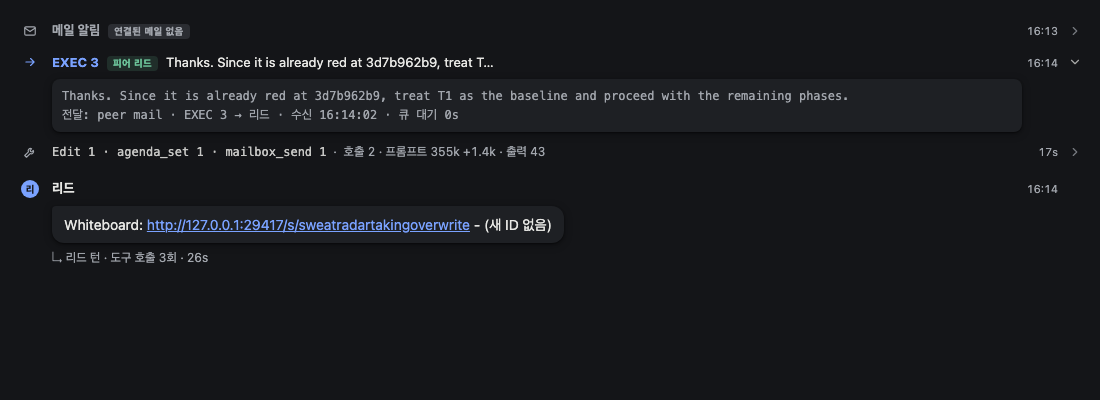 메일 알림 연결된 메일 없음 16:13
EXEC 3 피어 리드 Thanks. Since it is already red at 3d7b962b9, treat T... 16:14
Thanks. Since it is already red at 3d7b962b9, treat T1 as the baseline and proceed with the remaining phases.
전달: peer mail · EXEC 3 → 리드 · 수신 16:14:02 · 큐 대기 0s
Edit 1 · agenda_set 1 · mailbox_send 1 · 호출 2 · 프롬프트 355k +1.4k · 출력 43 17s
리 리드 16:14
Whiteboard: http://127.0.0.1:29417/s/sweatradartakingoverwrite - (새 ID 없음)
리드 턴 · 도구 호출 3회 · 26s